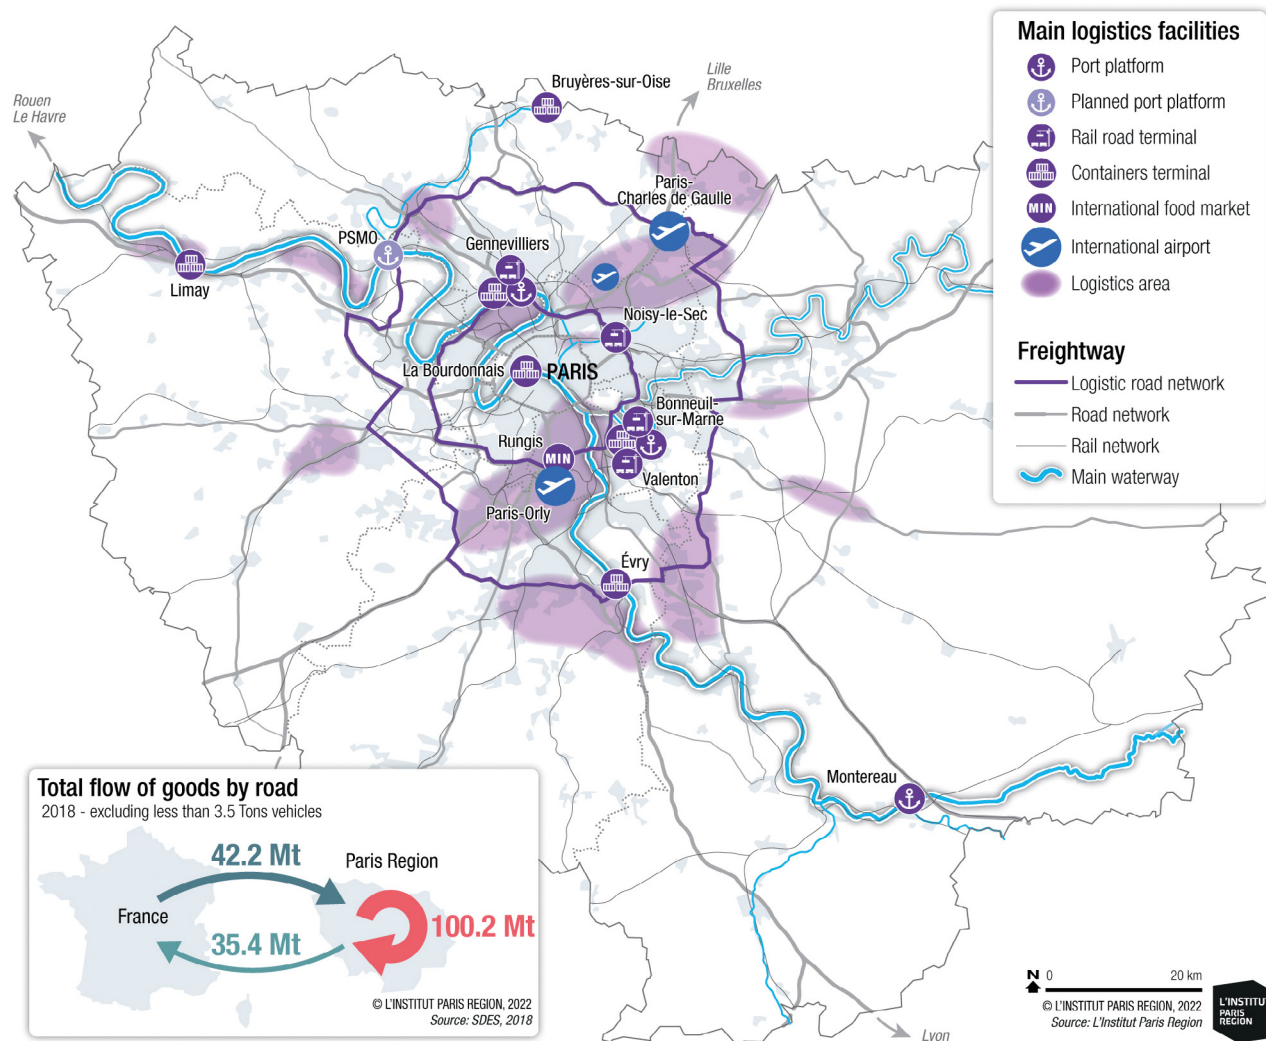 Main logistics facilities
Port platform
Planned port platform
Rail road terminal
Containers terminal
MIN
International food market
International airport
Logistics area
Freightway
Logistic road network
Road network
Rail network
Main waterway
Rouen
Le Havre
Bruyères-sur-Oise
Lille
Bruxelles
Paris-
Charles de Gaulle
PSMO
Gennevilliers
Limay
Noisy-le-Sec
La Bourdonnais
PARIS
Bonneuil-
sur-Marne
Rungis
MIN
Valenton
Paris-Orly
Évry
Montereau
Lyon
Total flow of goods by road
2018 - excluding less than 3.5 Tons vehicles
42.2 Mt
Paris Region
France
100.2 Mt
35.4 Mt
© L'INSTITUT PARIS REGION, 2022
Source: SDES, 2018
N
0
20 km
© L'INSTITUT PARIS REGION, 2022
Source: L'Institut Paris Region
L'INSTITUT
PARIS
REGION